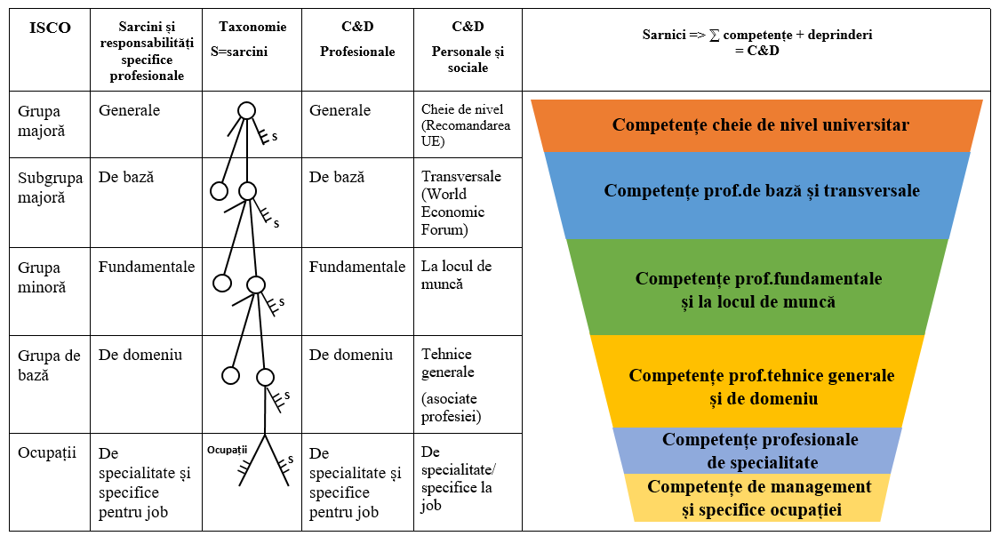 ISCO
Sarcini și
responsabilități
specifice
profesionale
Taxonomie
S=sarcini
C&D
Profesionale
C&D
Personale și
sociale
Sarnici => ∑ competențe + deprinderi
= C&D
Grupa
majoră
Generale
S
Generale
Cheie de nivel
(Recomandarea
UE)
Competențe cheie de nivel universitar
Subgrupa
majoră
De bază
S
De bază
Transversale
(World
Economic
Forum)
Competențe prof.de bază și transversale
Grupa
minoră
Fundamentale
S
Fundamentale
La locul de
muncă
Competențe prof.fundamentale
și la locul de muncă
Grupa de
bază
De domeniu
S
De domeniu
Tehnice
generale
(asociate
profesiei)
Competențe prof.tehnice generale
și de domeniu
Ocupații
De
specialitate și
specifice
pentru job
Ocupații
S
De
specialitate și
specifice
pentru job
De
specialitate/
specifice la
job
Competențe profesionale
de specialitate
Competențe de management
și specifice ocupației